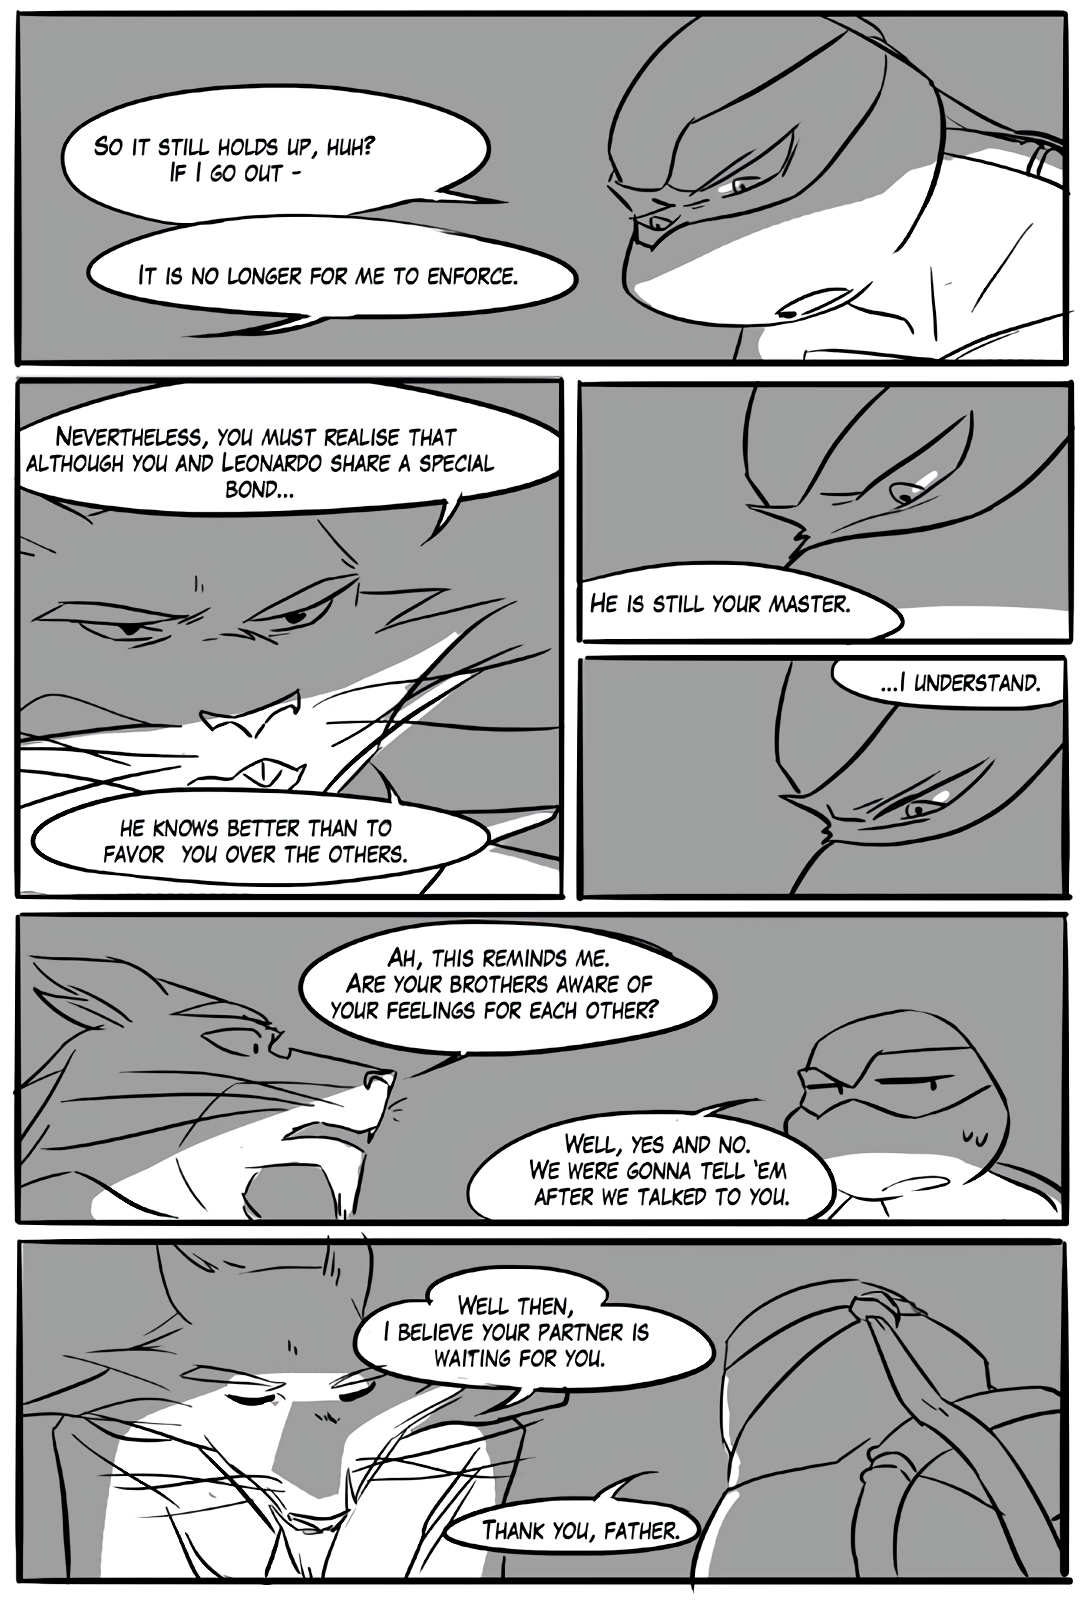 So it still holds up, huh?
If I go out -
It is no longer for me to enforce.
Nevertheless, you must realise that
although you and Leonardo share a special
bond...
he knows better than to
favor you over the others.
He is still your master.
...I understand.
Ah, this reminds me.
Are your brothers aware of
your feelings for each other?
Well, yes and no.
We were gonna tell 'em
after we talked to you.
Well then,
I believe your partner is
waiting for you.
Thank you, father.